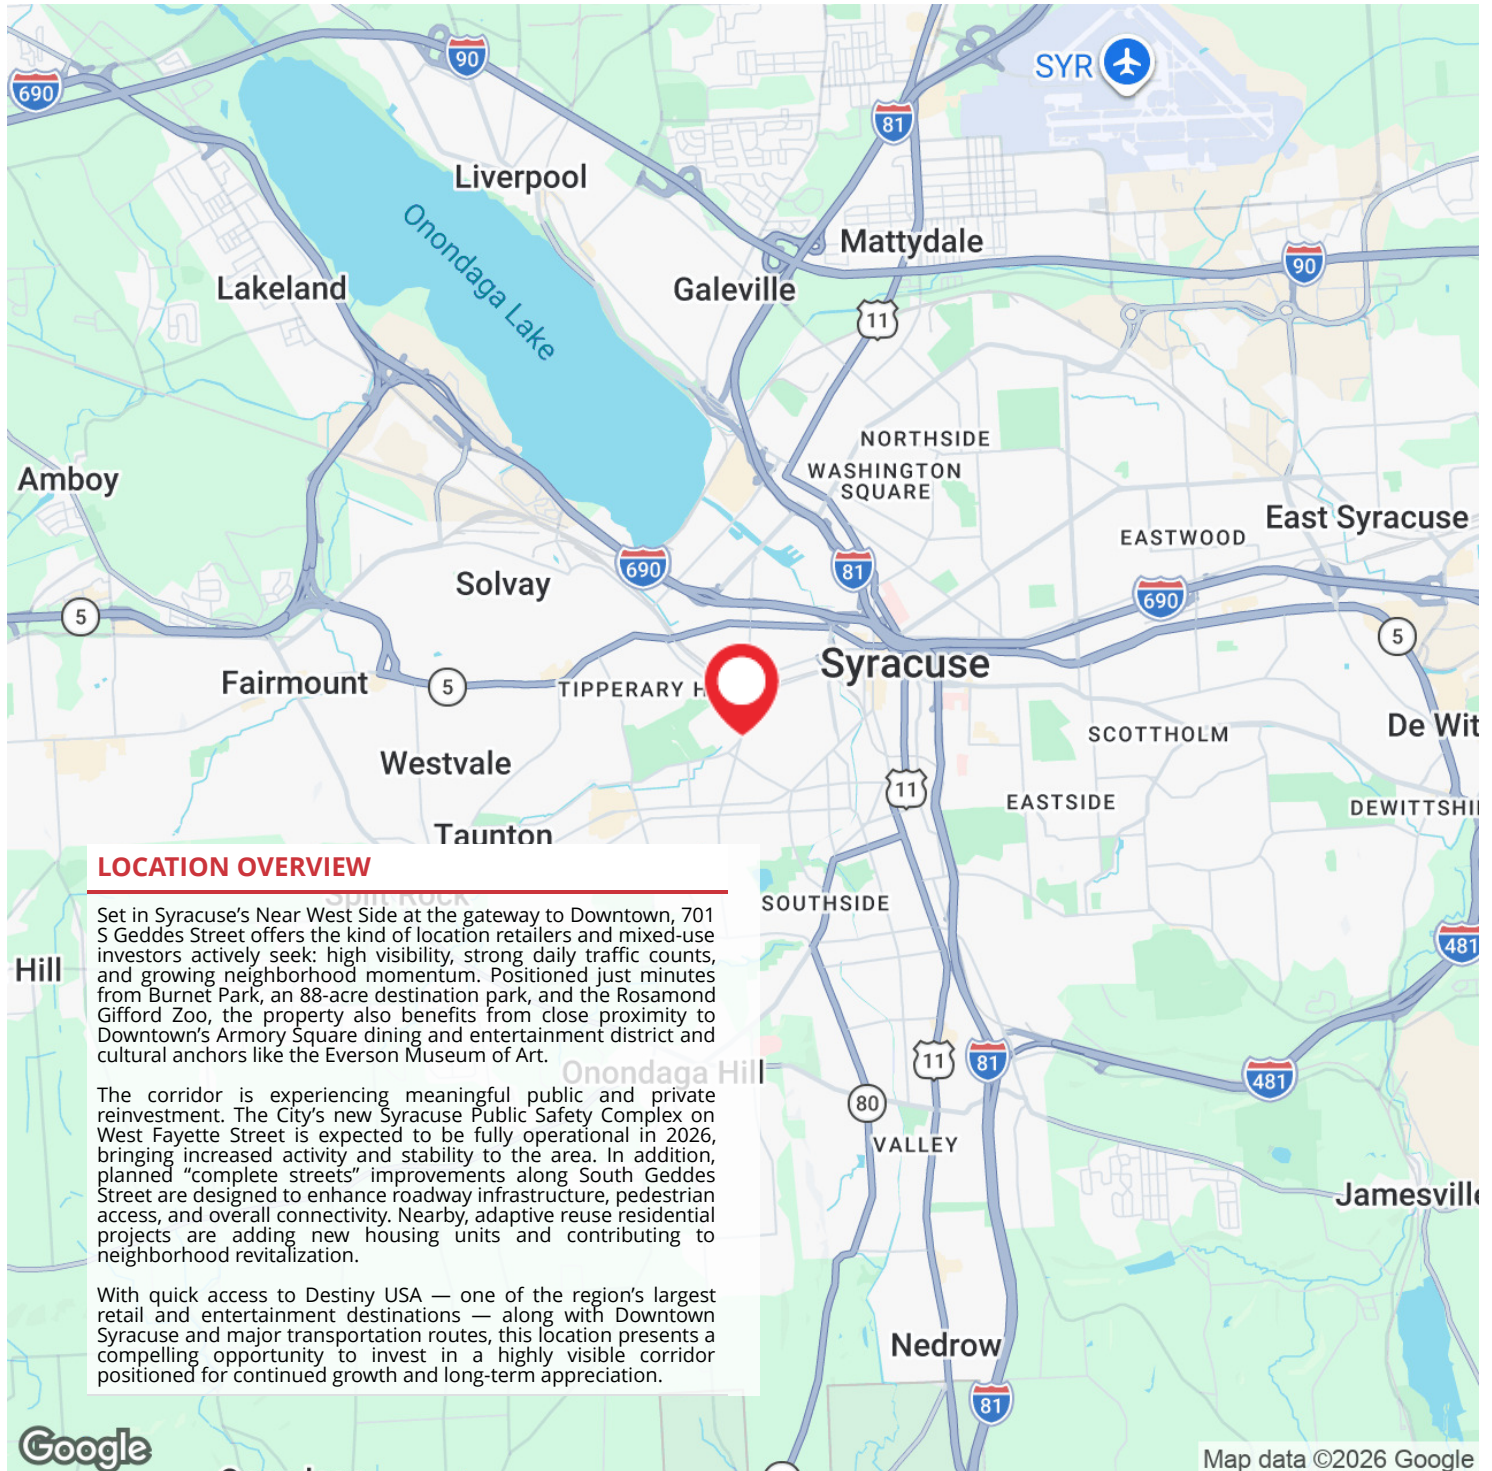 90
690
SYR
81
Liverpool
Onondaga Lake
Mattydale
Lakeland
Galeville
90
11
NORTHSIDE
WASHINGTON
SQUARE
Amboy
East Syracuse
EASTWOOD
690
81
Solvay
690
5
5
Syracuse
Fairmount
5
TIPPERARY H
SCOTTHOLM
De Wit
Westvale
11
EASTSIDE
DEWITTSHI
Taunton
LOCATION OVERVIEW
Split Rock
SOUTHSIDE
Set in Syracuse’s Near West Side at the gateway to Downtown, 701
S Geddes Street offers the kind of location retailers and mixed-use
investors actively seek: high visibility, strong daily traffic counts,
and growing neighborhood momentum. Positioned just minutes
from Burnet Park, an 88-acre destination park, and the Rosamond
Gifford Zoo, the property also benefits from close proximity to
Downtown’s Armory Square dining and entertainment district and
cultural anchors like the Everson Museum of Art.
Hill
481
Onondaga Hill
11
81
481
80
VALLEY
The corridor is experiencing meaningful public and private
reinvestment. The City’s new Syracuse Public Safety Complex on
West Fayette Street is expected to be fully operational in 2026,
bringing increased activity and stability to the area. In addition,
planned “complete streets” improvements along South Geddes
Street are designed to enhance roadway infrastructure, pedestrian
access, and overall connectivity. Nearby, adaptive reuse residential
projects are adding new housing units and contributing to
neighborhood revitalization.
Jamesville
With quick access to Destiny USA — one of the region’s largest
retail and entertainment destinations — along with Downtown
Syracuse and major transportation routes, this location presents a
compelling opportunity to invest in a highly visible corridor
positioned for continued growth and long-term appreciation.
Nedrow
81
Google
Map data ©2026 Google